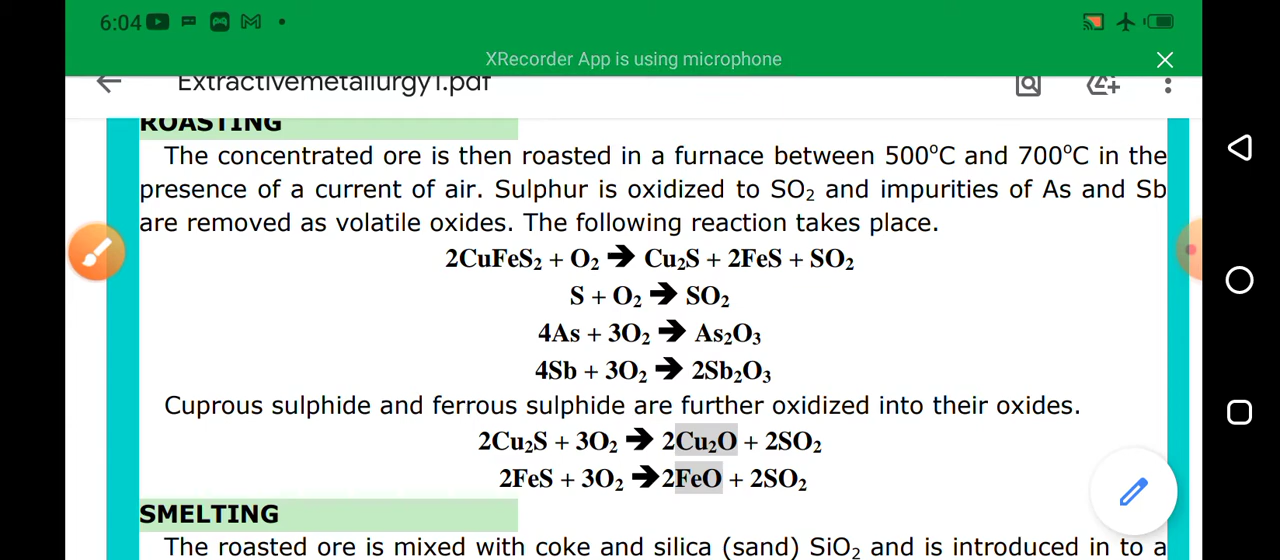 6:04
XRecorder App is using microphone
Extractivemetallurgy1.pdf
ROASTING
The concentrated ore is then roasted in a furnace between 500⁰C and 700⁰C in the
presence of a current of air. Sulphur is oxidized to SO₂ and impurities of As and Sb
are removed as volatile oxides. The following reaction takes place.
2CuFeS₂ + O₂ ➔ Cu₂S + 2FeS + SO₂
S + O₂ ➔ SO₂
4As + 3O₂ ➔ As₂O₃
4Sb + 3O₂ ➔ 2Sb₂O₃
Cuprous sulphide and ferrous sulphide are further oxidized into their oxides.
2Cu₂S + 3O₂ ➔ 2Cu₂O + 2SO₂
2FeS + 3O₂ ➔2FeO + 2SO₂
SMELTING
The roasted ore is mixed with coke and silica (sand) SiO₂ and is introduced in to a